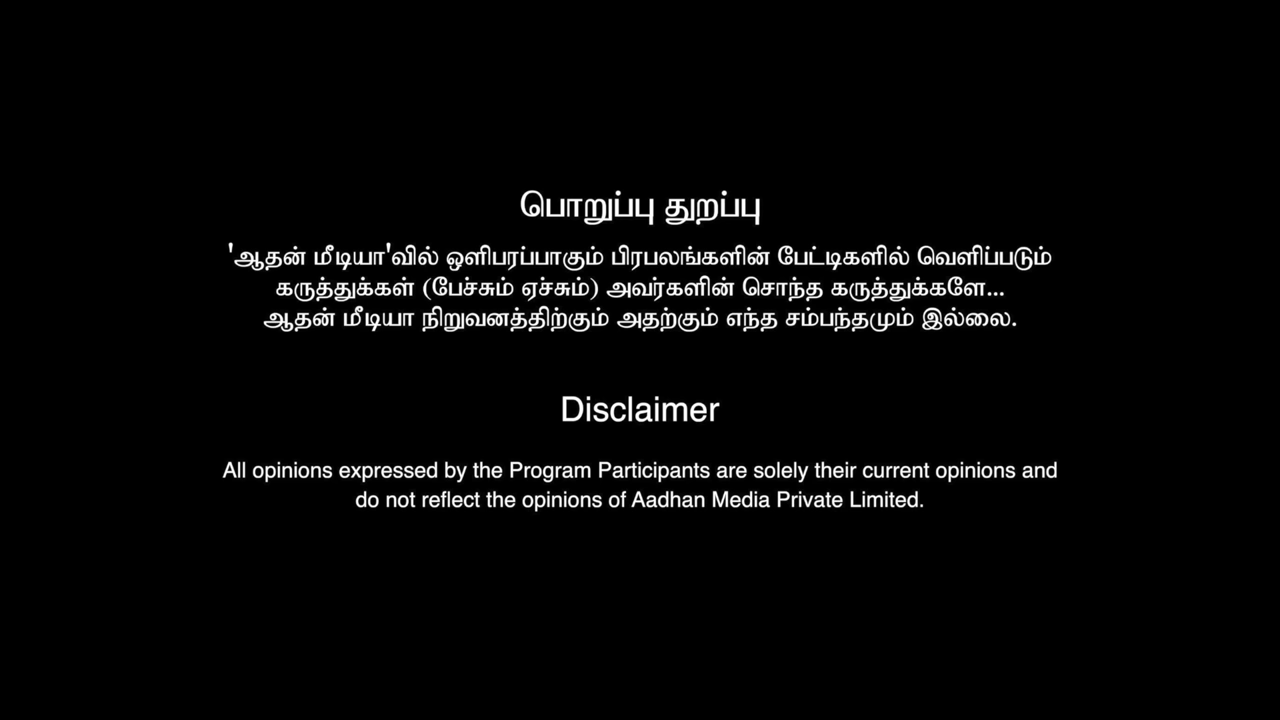 பொறுப்பு துறப்பு
'ஆதன் மீடியா'வில் ஒளிபரப்பாகும் பிரபலங்களின் பேட்டிகளில் வெளிப்படும்
கருத்துக்கள் (பேச்சும் ஏச்சும்) அவர்களின் சொந்த கருத்துக்களே...
ஆதன் மீடியா நிறுவனத்திற்கும் அதற்கும் எந்த சம்பந்தமும் இல்லை.
Disclaimer
All opinions expressed by the Program Participants are solely their current opinions and
do not reflect the opinions of Aadhan Media Private Limited.